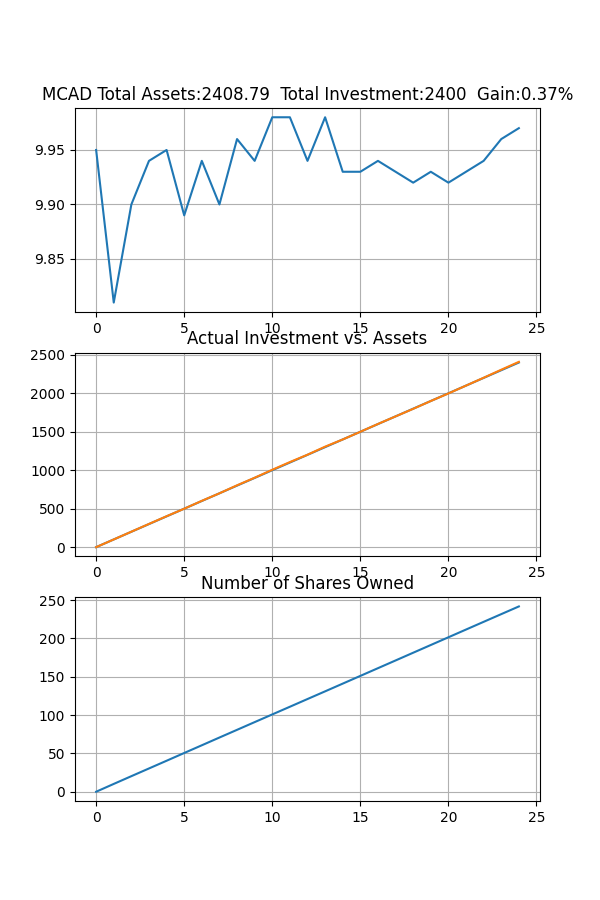 MCAD Total Assets:2408.79  Total Investment:2400  Gain:0.37%
9.95
9.90
9.85
0 5 10 15 20 25
Actual Investment vs. Assets
2500
2000
1500
1000
500
0
0 5 10 15 20 25
Number of Shares Owned
250
200
150
100
50
0
0 5 10 15 20 25